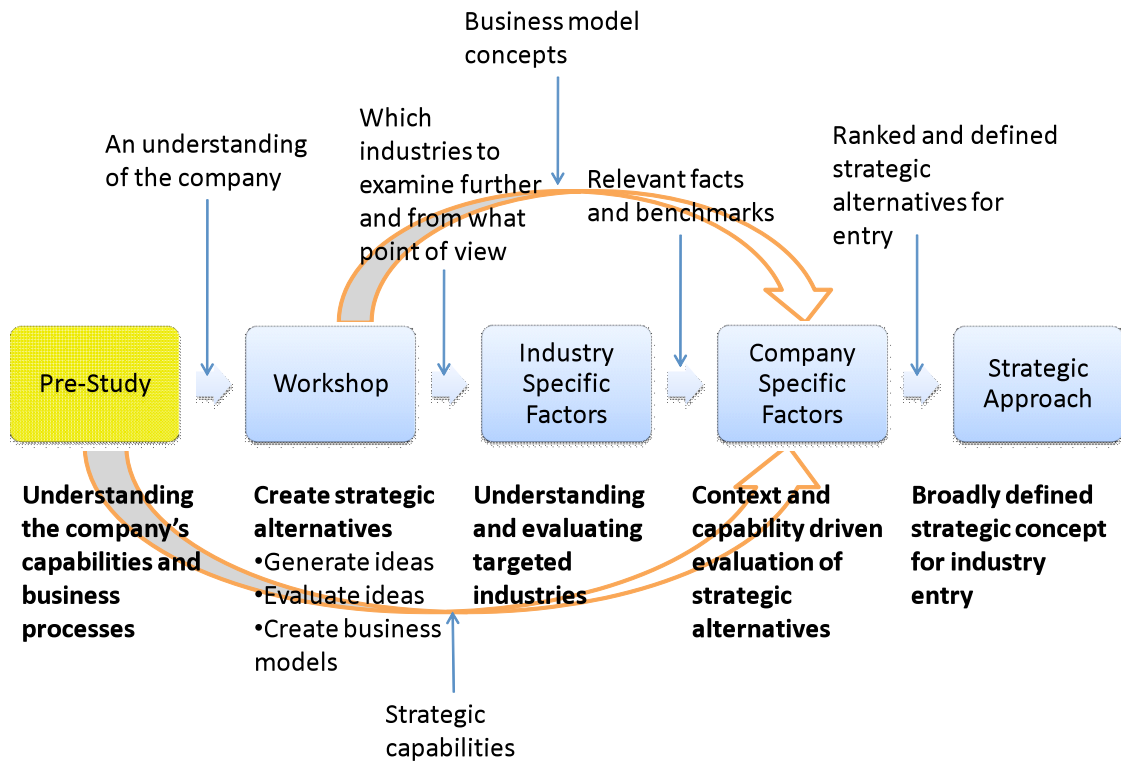 Business model
concepts
An understanding
of the company
Which
industries to
examine further
and from what
point of view
Relevant facts
and benchmarks
Ranked and defined
strategic
alternatives for
entry
Pre-Study
Workshop
Industry
Specific
Factors
Company
Specific
Factors
Strategic
Approach
Understanding
the company’s
capabilities and
business
processes
Create strategic
alternatives
•Generate ideas
•Evaluate ideas
•Create business
models
Understanding
and evaluating
targeted
industries
Context and
capability driven
evaluation of
strategic
alternatives
Broadly defined
strategic concept
for industry
entry
Strategic
capabilities